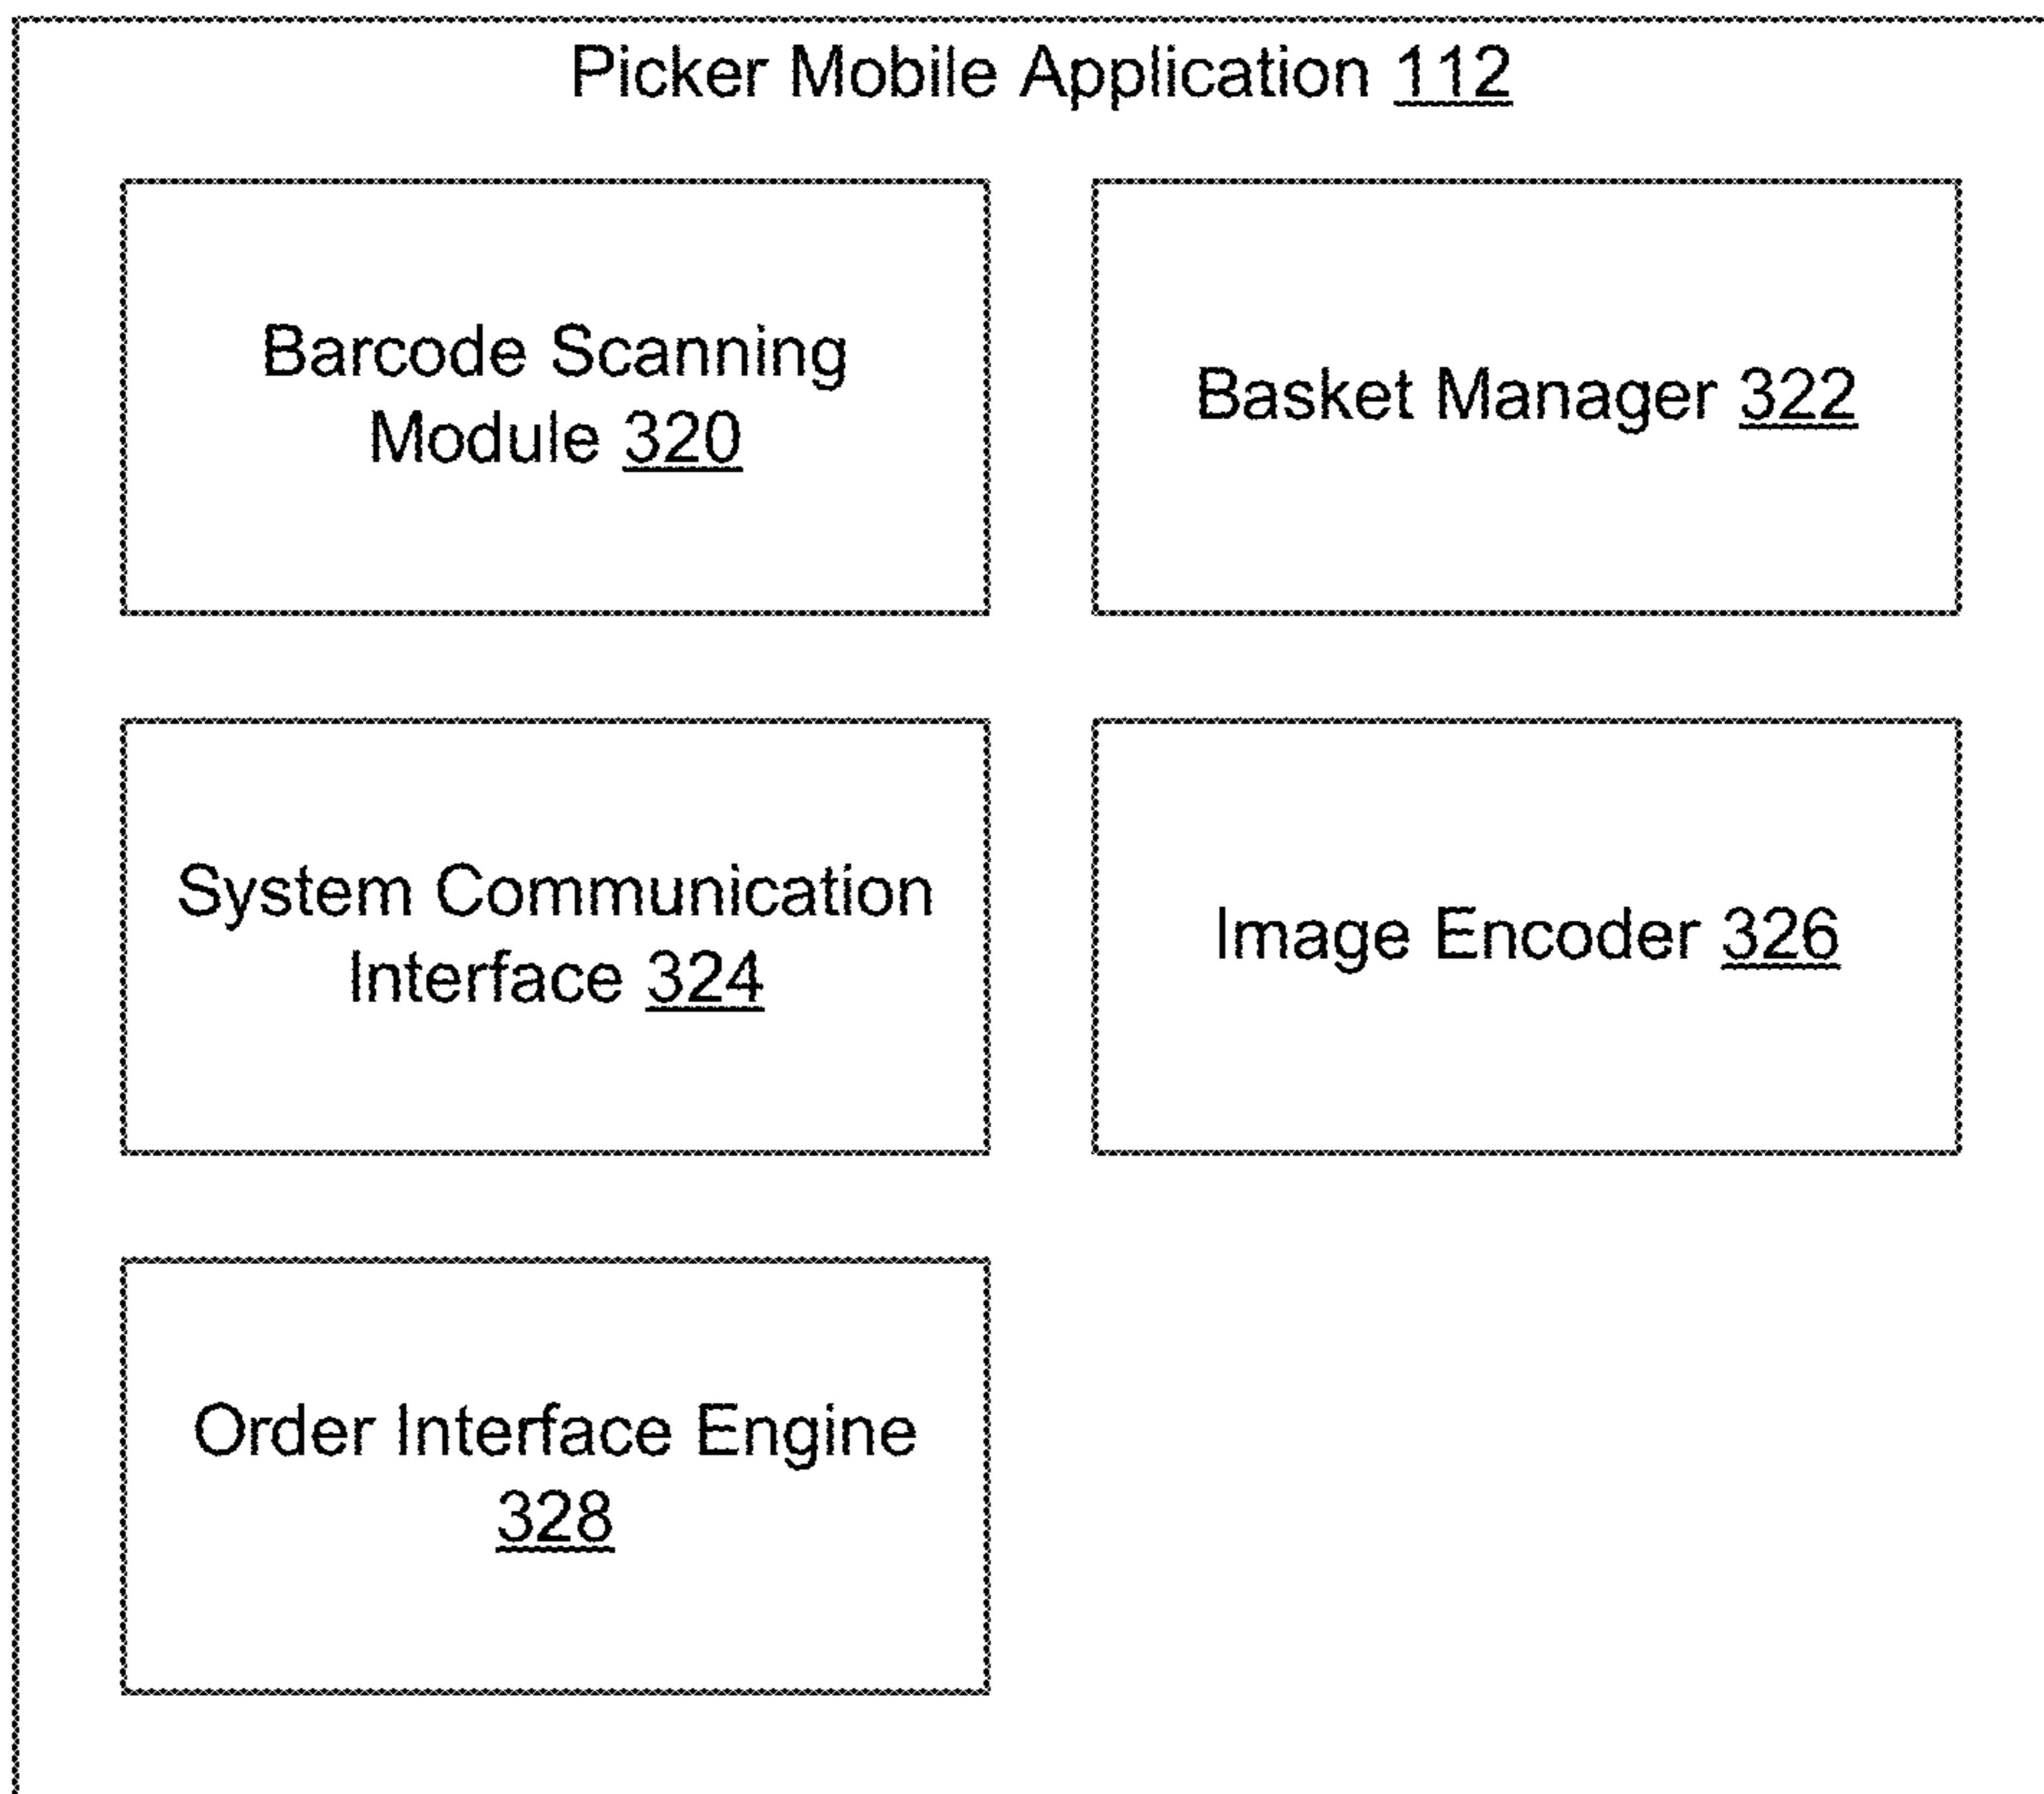 Picker Mobile Application 112
Barcode Scanning
Module 320
Basket Manager 322
System Communication
Interface 324
Image Encoder 326
Order Interface Engine
328